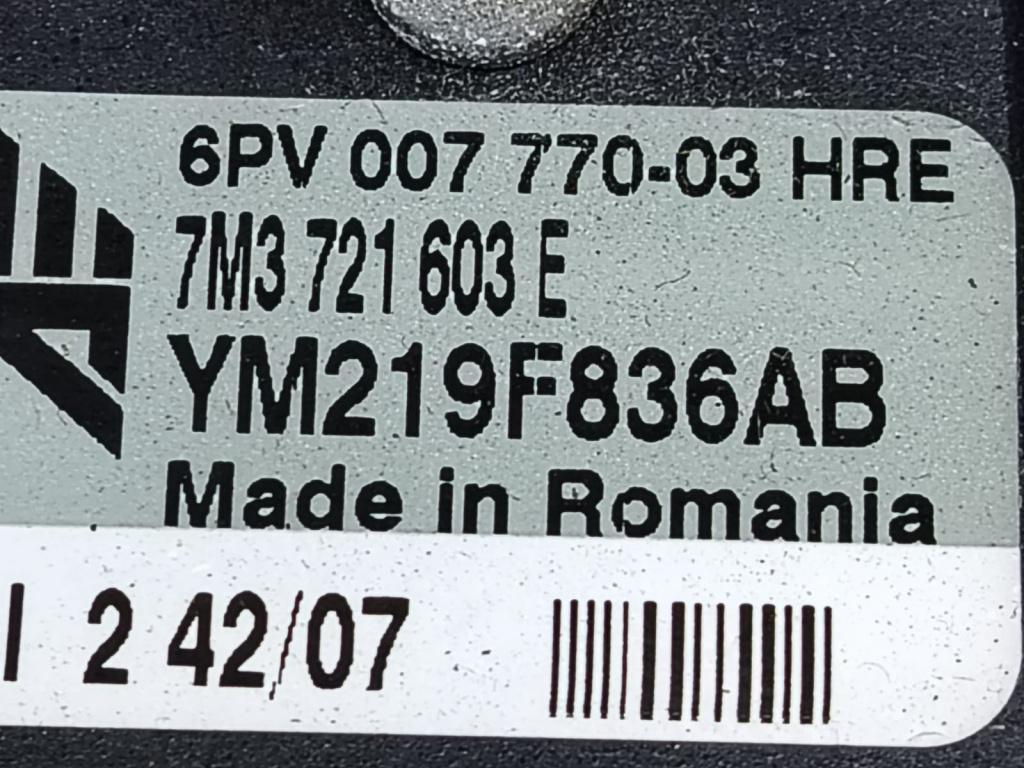 6PV 007 770-03 HRE
7M3 721 603 E
YM219F836AB
Made in Romania
2 42/07